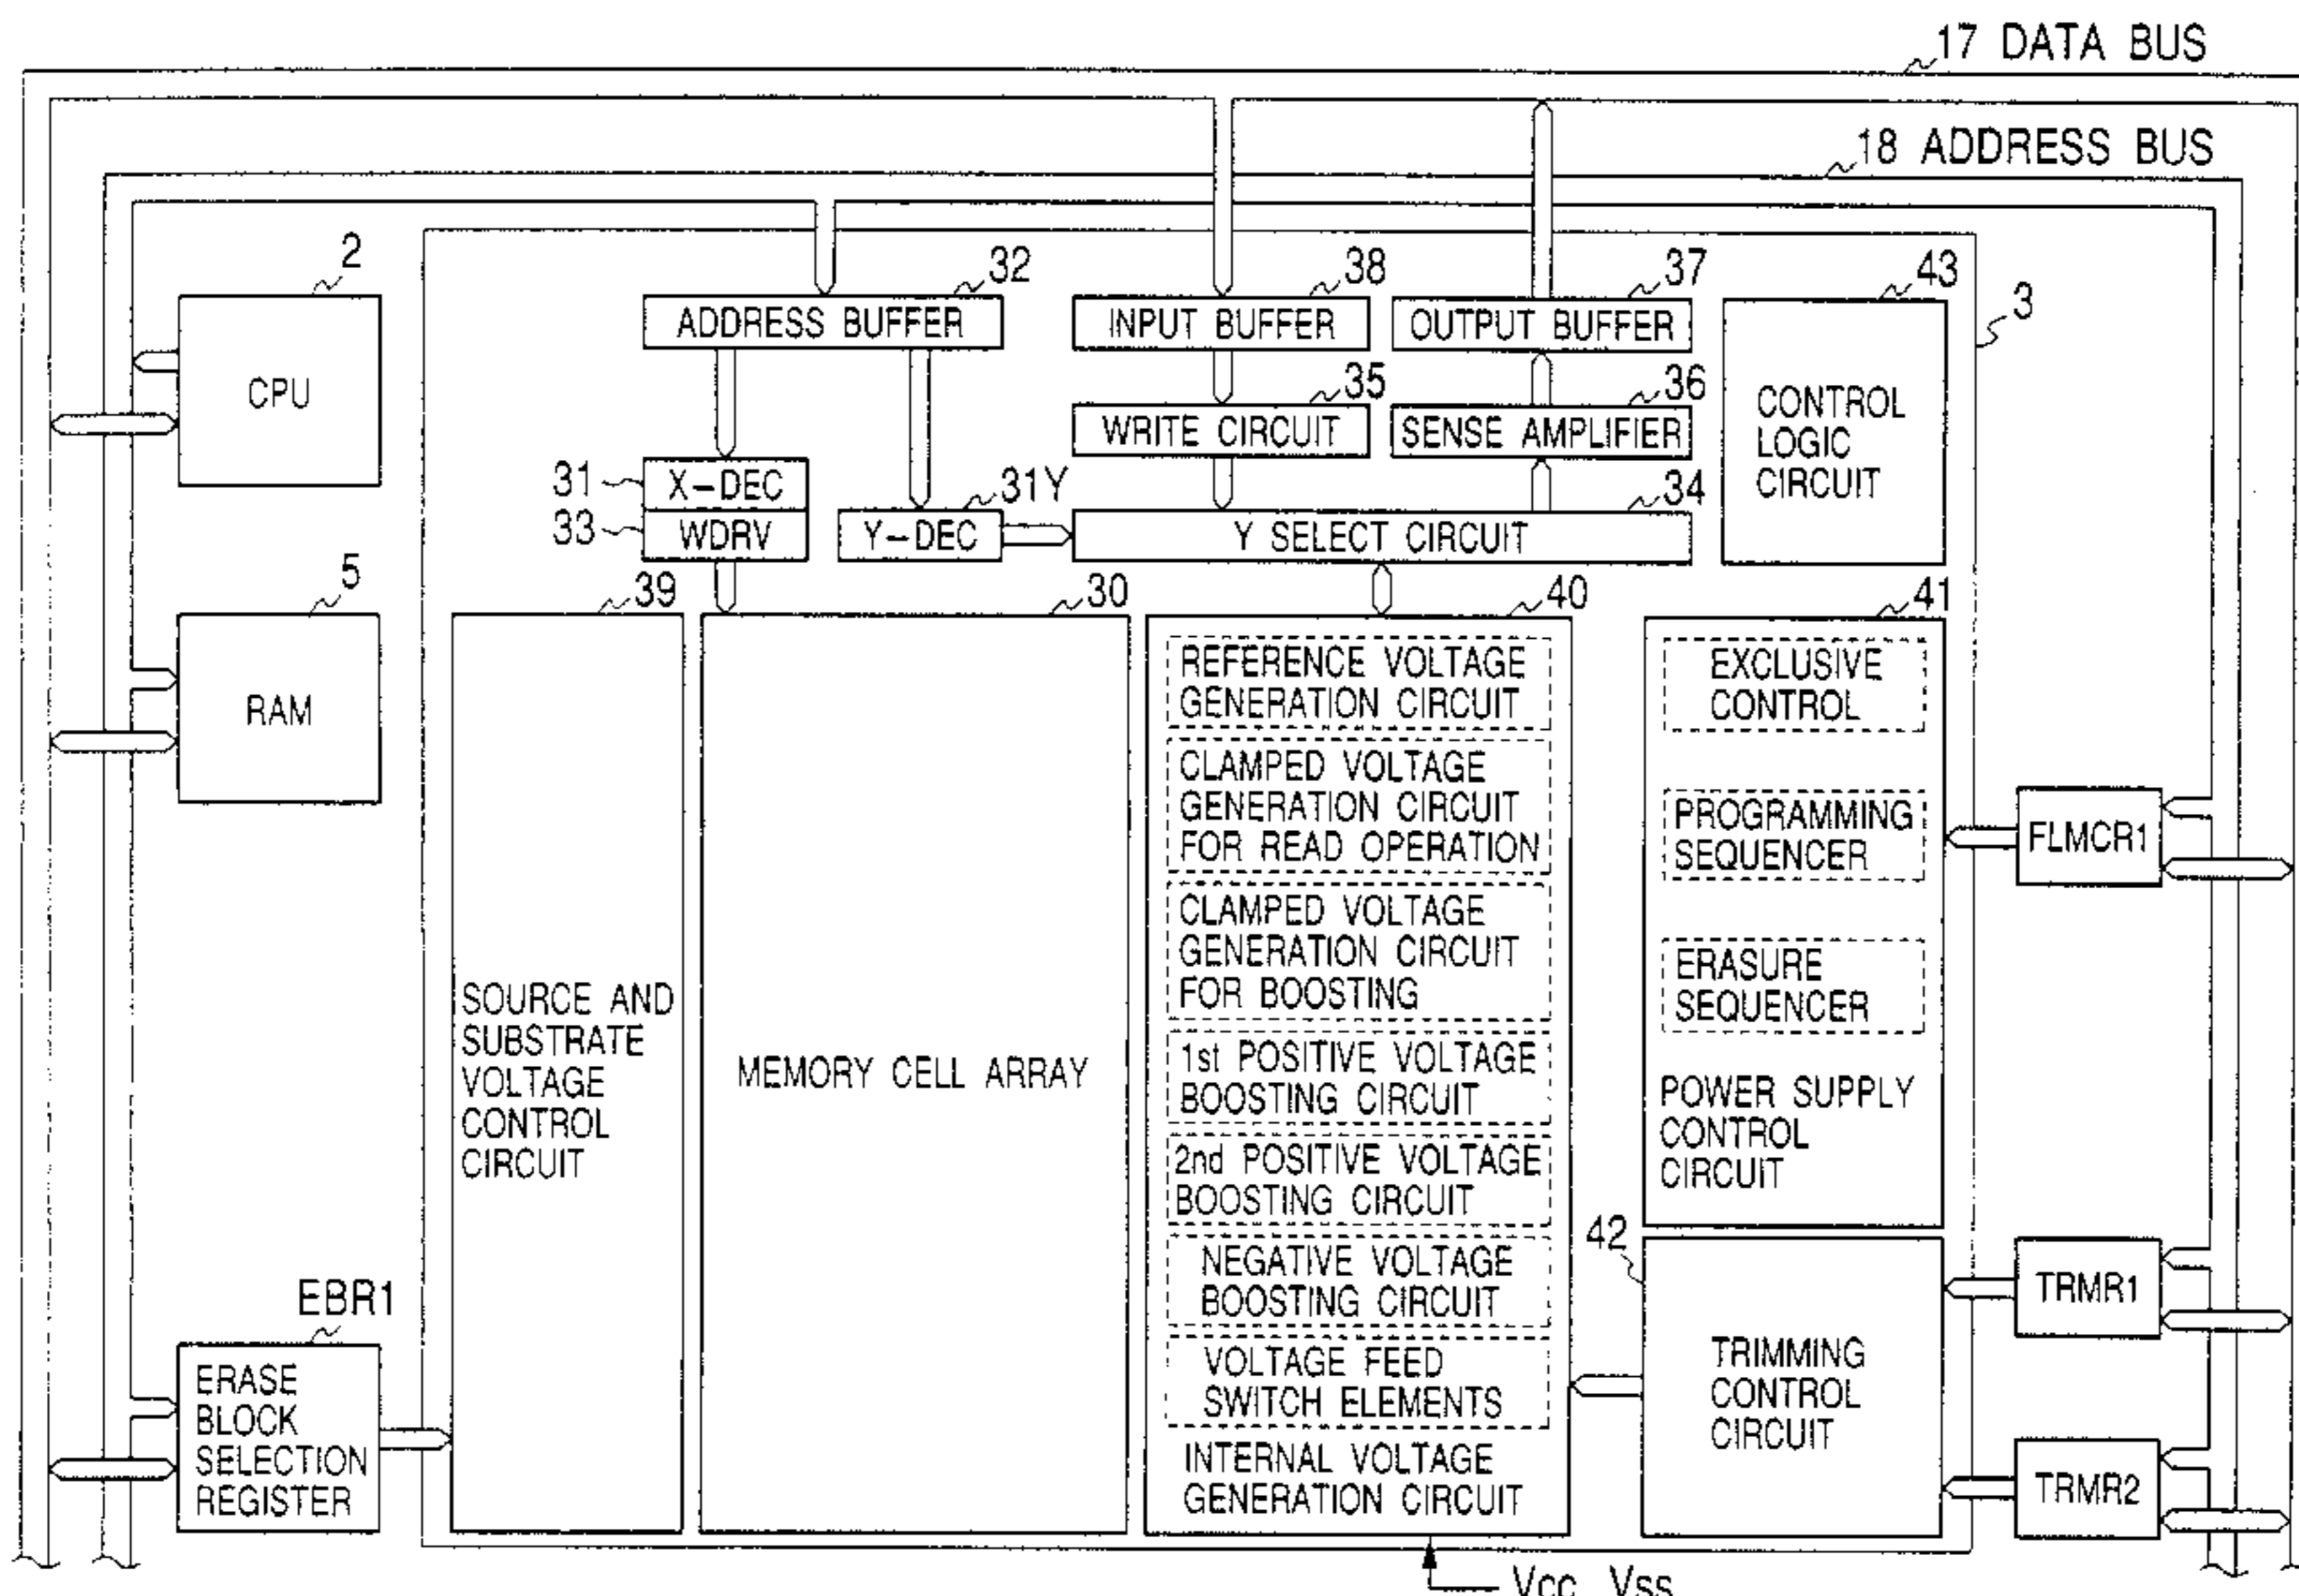 17 DATA BUS
18 ADDRESS BUS
2
CPU
32
ADDRESS BUFFER
38
INPUT BUFFER
37
OUTPUT BUFFER
43
CONTROL
LOGIC
CIRCUIT
3
35
WRITE CIRCUIT
36
SENSE AMPLIFIER
31
X-DEC
33
WDRV
31Y
Y-DEC
34
Y SELECT CIRCUIT
5
RAM
39
SOURCE AND
SUBSTRATE
VOLTAGE
CONTROL
CIRCUIT
30
MEMORY CELL ARRAY
40
REFERENCE VOLTAGE
GENERATION CIRCUIT
CLAMPED VOLTAGE
GENERATION CIRCUIT
FOR READ OPERATION
CLAMPED VOLTAGE
GENERATION CIRCUIT
FOR BOOSTING
1st POSITIVE VOLTAGE
BOOSTING CIRCUIT
2nd POSITIVE VOLTAGE
BOOSTING CIRCUIT
NEGATIVE VOLTAGE
BOOSTING CIRCUIT
VOLTAGE FEED
SWITCH ELEMENTS
INTERNAL VOLTAGE
GENERATION CIRCUIT
41
EXCLUSIVE
CONTROL
PROGRAMMING
SEQUENCER
ERASURE
SEQUENCER
POWER SUPPLY
CONTROL
CIRCUIT
FLMCR1
42
TRIMMING
CONTROL
CIRCUIT
TRMR1
TRMR2
EBR1
ERASE
BLOCK
SELECTION
REGISTER
Vcc, Vss